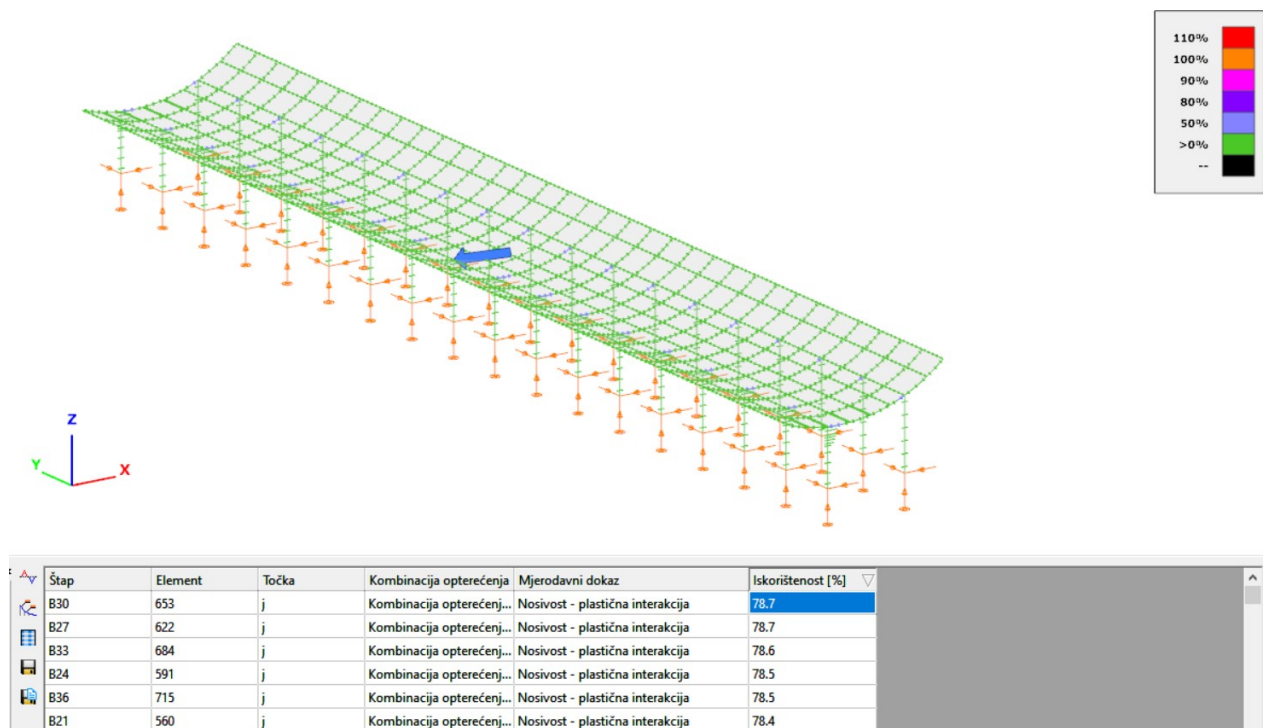 110%
100%
90%
80%
50%
>0%
--
Z
Y
X
Štap Element Točka Kombinacija opterećenja Mjerodavni dokaz Iskorištenost [%]
B30 653 j Kombinacija opterećenj... Nosivost - plastična interakcija 78.7
B27 622 j Kombinacija opterećenj... Nosivost - plastična interakcija 78.7
B33 684 j Kombinacija opterećenj... Nosivost - plastična interakcija 78.6
B24 591 j Kombinacija opterećenj... Nosivost - plastična interakcija 78.5
B36 715 j Kombinacija opterećenj... Nosivost - plastična interakcija 78.5
B21 560 j Kombinacija opterećenj... Nosivost - plastična interakcija 78.4